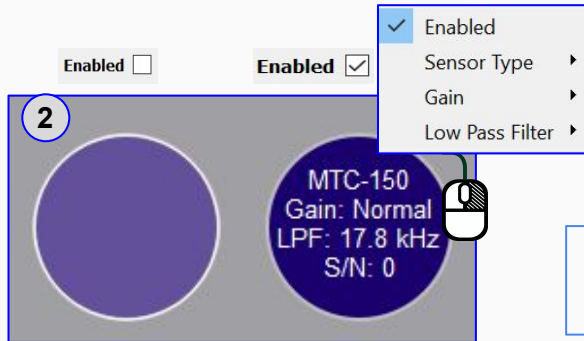 Enabled
Sensor Type
Gain
Low Pass Filter
Enabled
Enabled
2
MTC-150
Gain: Normal
LPF: 17.8 kHz
S/N: 0